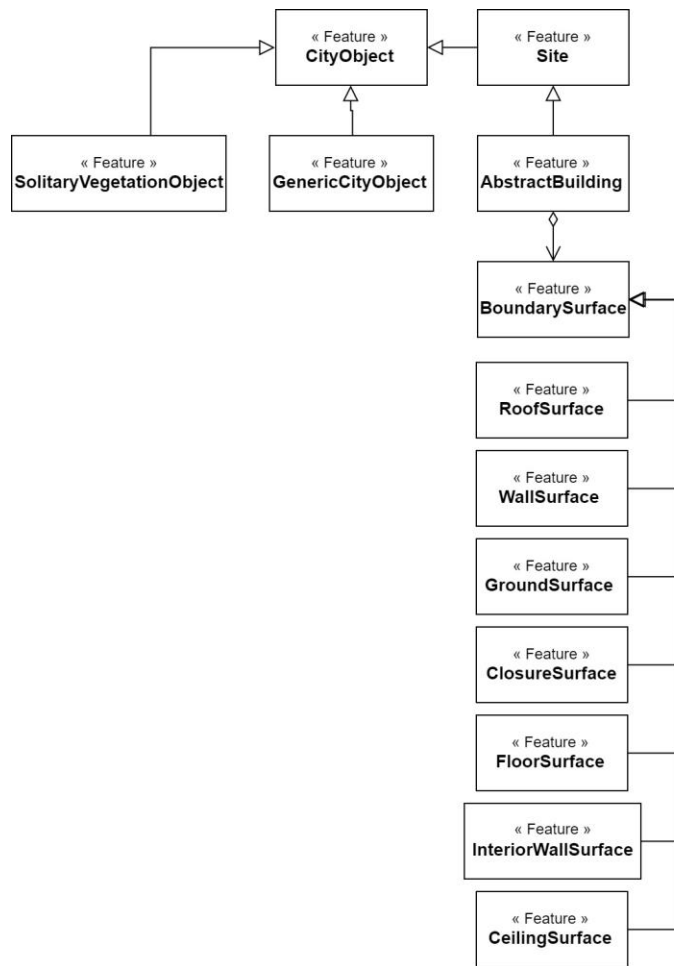 « Feature »
CityObject
« Feature »
Site
« Feature »
SolitaryVegetationObject
« Feature »
GenericCityObject
« Feature »
AbstractBuilding
« Feature »
BoundarySurface
« Feature »
RoofSurface
« Feature »
WallSurface
« Feature »
GroundSurface
« Feature »
ClosureSurface
« Feature »
FloorSurface
« Feature »
InteriorWallSurface
« Feature »
CeilingSurface